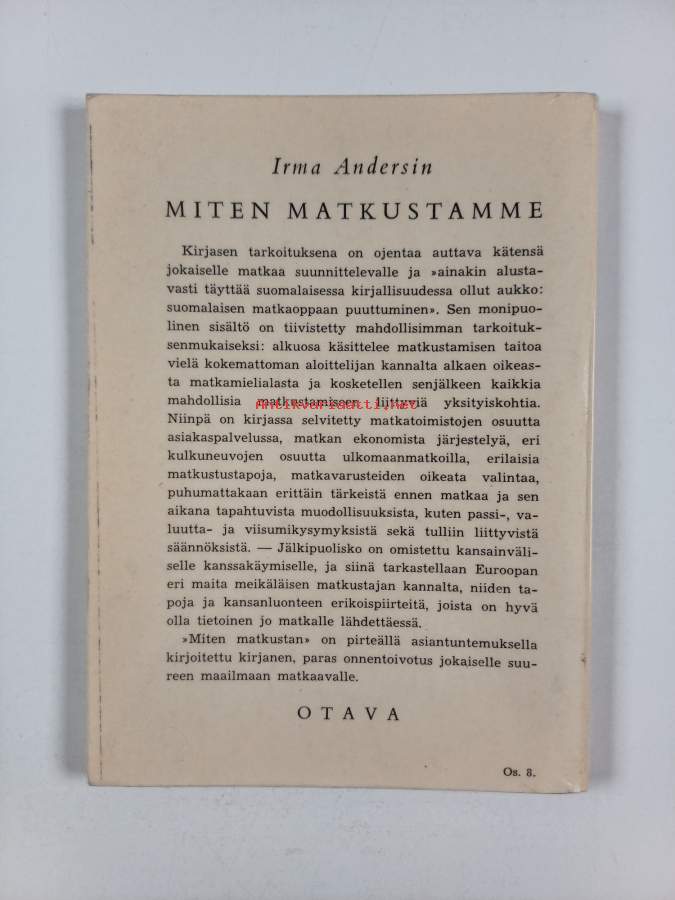 Irma Andersin
MITEN MATKUSTAMME
Kirjasen tarkoituksena on ojentaa auttava kätensä
jokaiselle matkaa suunnittelevalle ja »ainakin alusta-
vasti täyttää suomalaisessa kirjallisuudessa ollut aukko:
suomalaisen matkaoppaan puuttuminen». Sen monipuo-
linen sisältö on tiivistetty mahdollisimman tarkoituk-
senmukaiseksi: alkuosa käsittelee matkustamisen taitoa
vielä kokemattoman aloittelijan kannalta alkaen oikeas-
ta matkamielialasta ja kosketellen senjälkeen kaikkia
mahdollisia matkustamiseen liittyviä yksityiskohtia.
Antikvariaatti.net
Niinpä on kirjassa selvitetty matkatoimistojen osuutta
asiakaspalvelussa, matkan ekonomista järjestelyä, eri
kulkuneuvojen osuutta ulkomaanmatkoilla, erilaisia
matkustustapoja, matkavarusteiden oikeata valintaa,
puhumattakaan erittäin tärkeistä ennen matkaa ja sen
aikana tapahtuvista muodollisuuksista, kuten passi-, va-
luutta- ja viisumikysymyksistä sekä tulliin liittyvistä
säännöksistä. — Jälkipuolisko on omistettu kansainväli-
selle kanssakäymiselle, ja siinä tarkastellaan Euroopan
eri maita meikäläisen matkustajan kannalta, niiden ta-
poja ja kansanluonteen erikoispiirteitä, joista on hyvä
olla tietoinen jo matkalle lähdettäessä.
»Miten matkustan» on pirteällä asiantuntemuksella
kirjoitettu kirjanen, paras onnentoivotus jokaiselle suu-
reen maailmaan matkaavalle.
OTAVA
Os. 8.